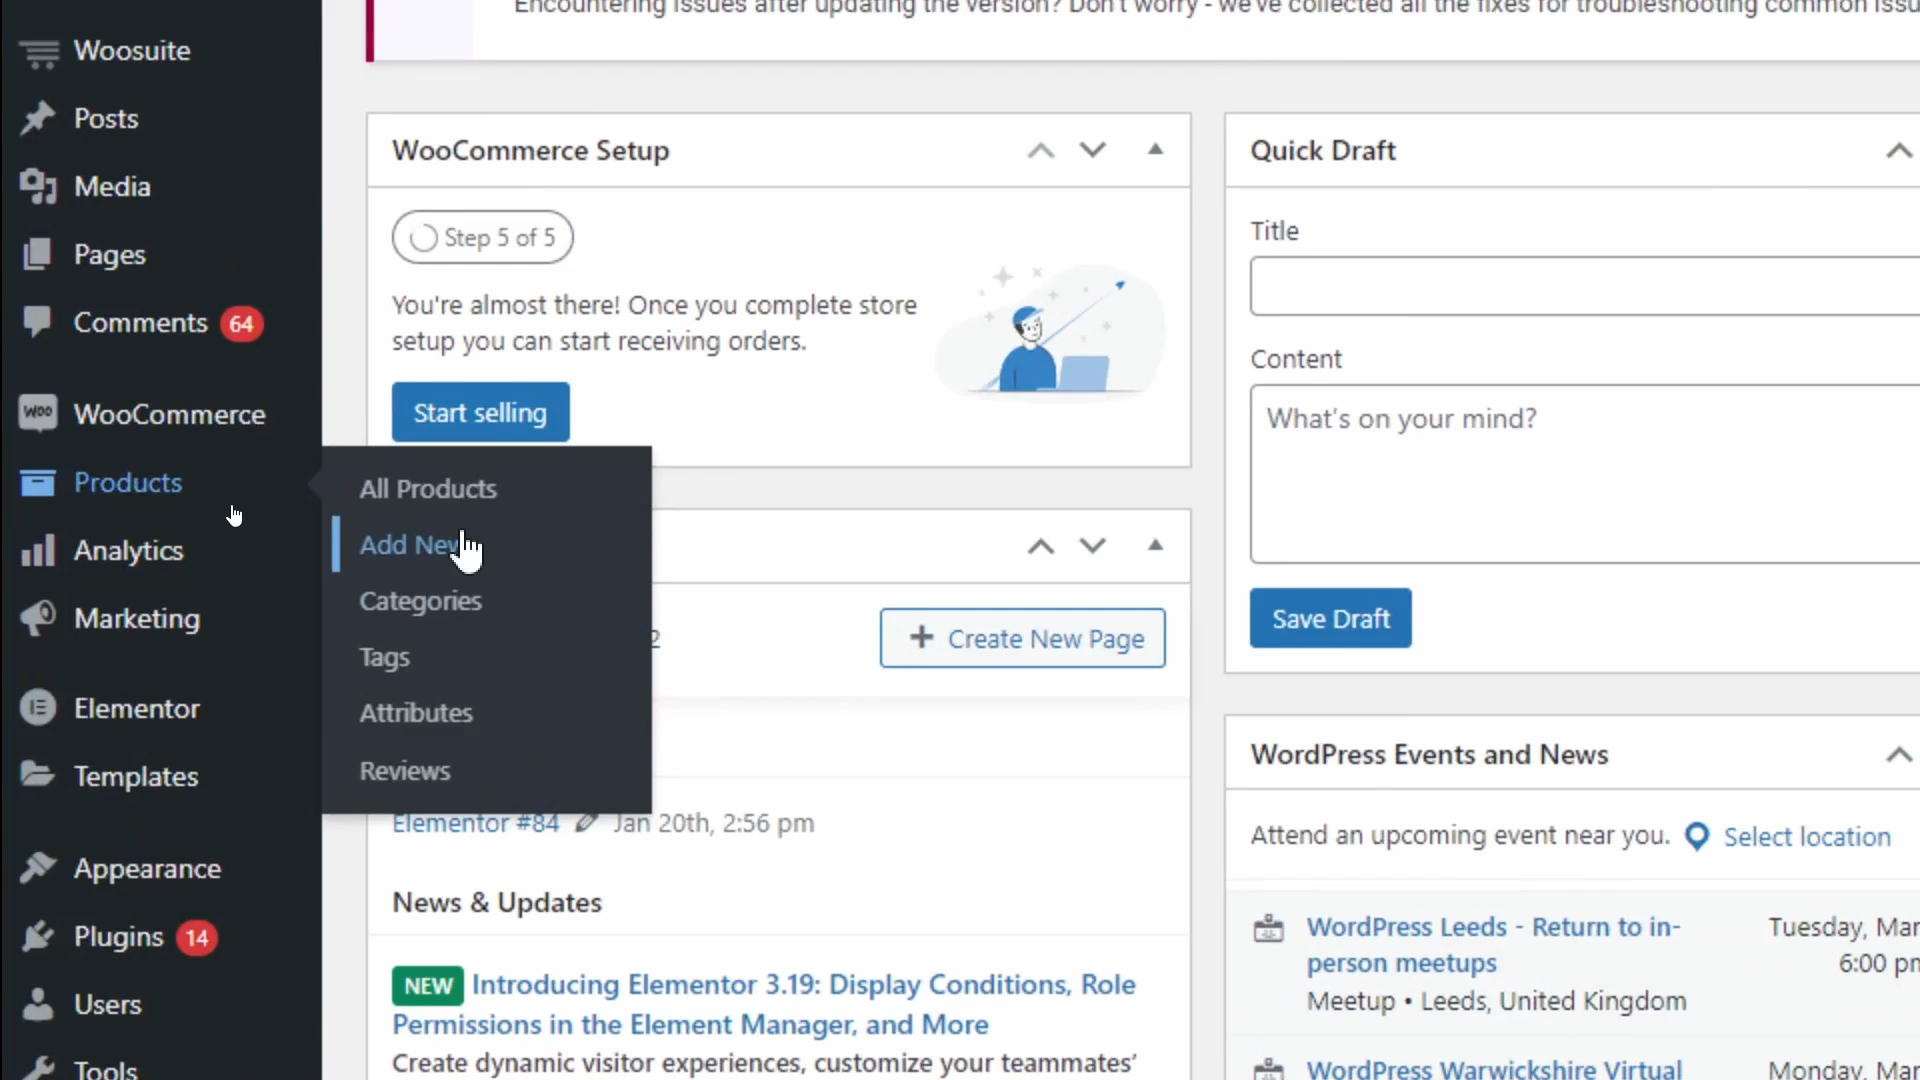 Encountering issues after updating the version? Don't worry - we've collected all the fixes for troubleshooting common
Woosuite
Posts
Media
Pages
Comments 64
WooCommerce
Products
Analytics
Marketing
Elementor
Templates
Appearance
Plugins 14
Users
Tools
All Products
Add New
Categories
Tags
Attributes
Reviews
WooCommerce Setup
Step 5 of 5
You're almost there! Once you complete store
setup you can start receiving orders.
Start selling
2
+ Create New Page
Elementor #84 Jan 20th, 2:56 pm
News & Updates
NEW Introducing Elementor 3.19: Display Conditions, Role
Permissions in the Element Manager, and More
Create dynamic visitor experiences, customize your teammates'
Quick Draft
Title
Content
What's on your mind?
Save Draft
WordPress Events and News
Attend an upcoming event near you. Select location
WordPress Leeds - Return to in-
person meetups
Meetup • Leeds, United Kingdom
Tuesday, Mar
6:00 pm
WordPress Warwickshire Virtual
Monday, Mar